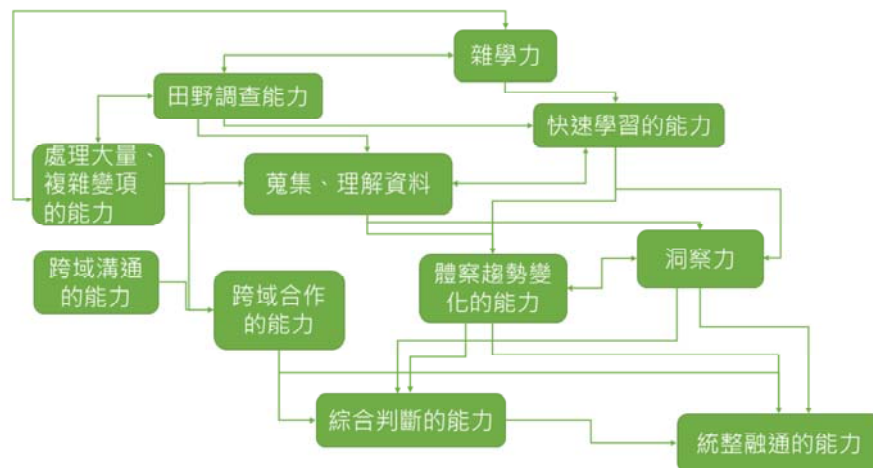 雜學力
田野調查能力
快速學習的能力
處理大量、
複雜變項
的能力
蒐集、理解資料
跨域溝通
的能力
跨域合作
的能力
體察趨勢變
化的能力
洞察力
綜合判斷的能力
統整融通的能力